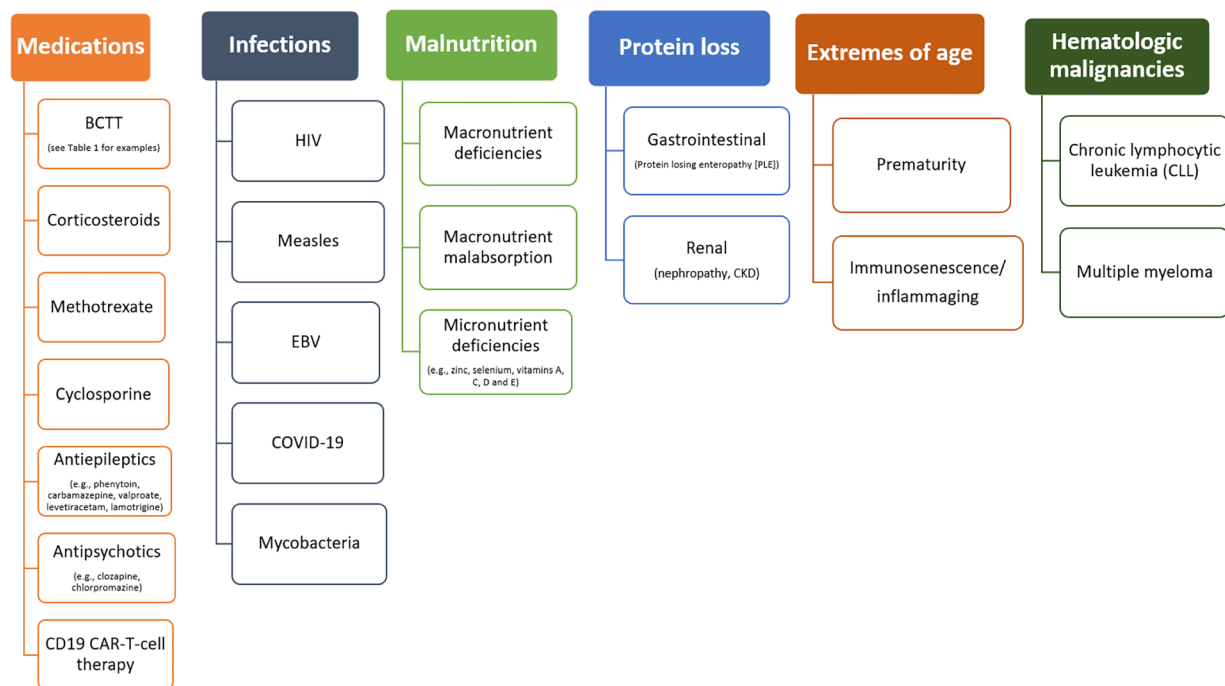 Medications
BCTT
(see Table 1 for examples)
Corticosteroids
Methotrexate
Cyclosporine
Antiepileptics
(e.g., phenytoin,
carbamazepine, valproate,
levetiracetam, lamotrigine)
Antipsychotics
(e.g., clozapine,
chlorpromazine)
CD19 CAR-T-cell
therapy
Infections
HIV
Measles
EBV
COVID-19
Mycobacteria
Malnutrition
Macronutrient
deficiencies
Macronutrient
malabsorption
Micronutrient
deficiencies
(e.g., zinc, selenium, vitamins A,
C, D and E)
Protein loss
Gastrointestinal
(Protein losing enteropathy [PLE])
Renal
(nephropathy, CKD)
Extremes of age
Prematurity
Immunosenescence/
inflammaging
Hematologic
malignancies
Chronic lymphocytic
leukemia (CLL)
Multiple myeloma